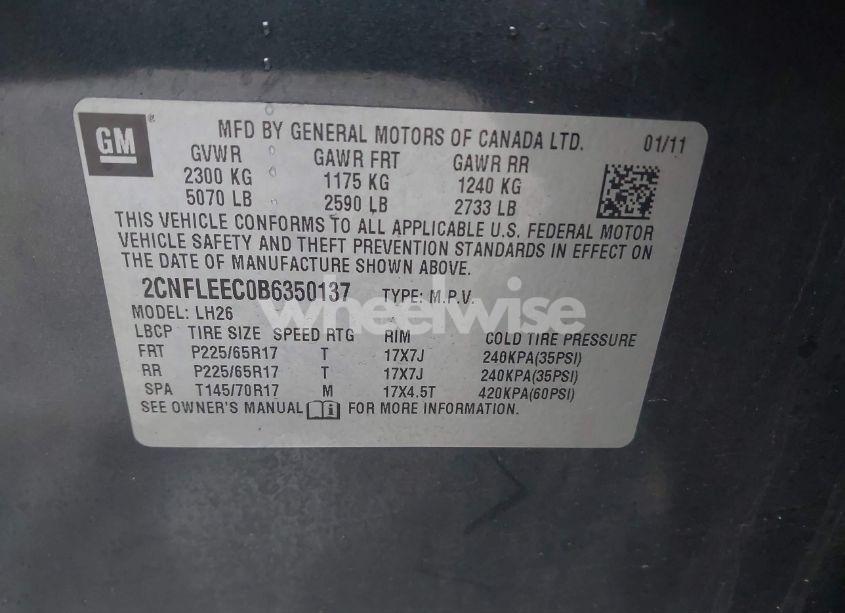 GM
MFD BY GENERAL MOTORS OF CANADA LTD. 01/11
GVWR GAWR FRT GAWR RR
2300 KG 1175 KG 1240 KG
5070 LB 2590 LB 2733 LB
THIS VEHICLE CONFORMS TO ALL APPLICABLE U.S. FEDERAL MOTOR
VEHICLE SAFETY AND THEFT PREVENTION STANDARDS IN EFFECT ON
THE DATE OF MANUFACTURE SHOWN ABOVE.
2CNFLEEC0B6350137 TYPE: M.P.V.
wheelwise
MODEL: LH26
LBCP TIRE SIZE SPEED RTG RIM COLD TIRE PRESSURE
FRT P225/65R17 T 17X7J 240KPA(35PSI)
RR P225/65R17 T 17X7J 240KPA(35PSI)
SPA T145/70R17 M 17X4.5T 420KPA(60PSI)
SEE OWNER'S MANUAL FOR MORE INFORMATION.